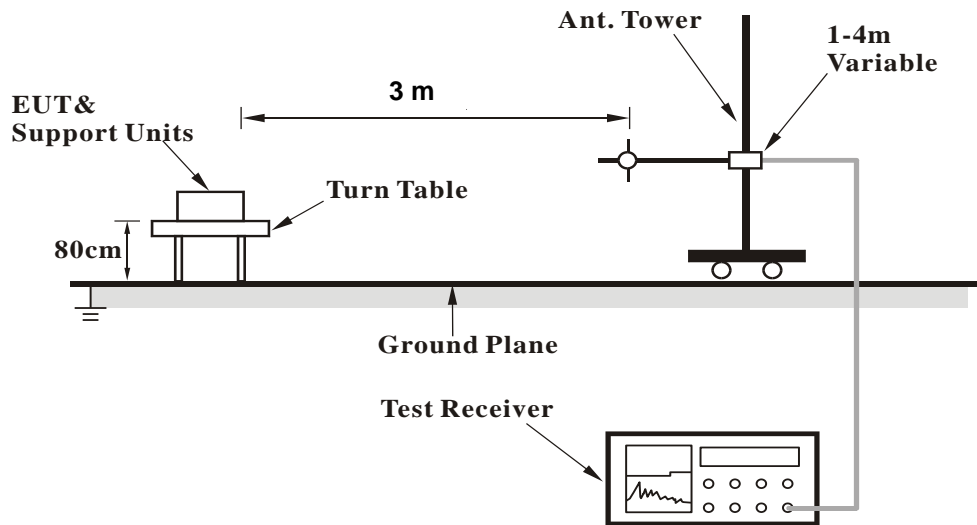 Ant. Tower
1-4m
Variable
3 m
EUT&
Support Units
Turn Table
80cm
Ground Plane
Test Receiver